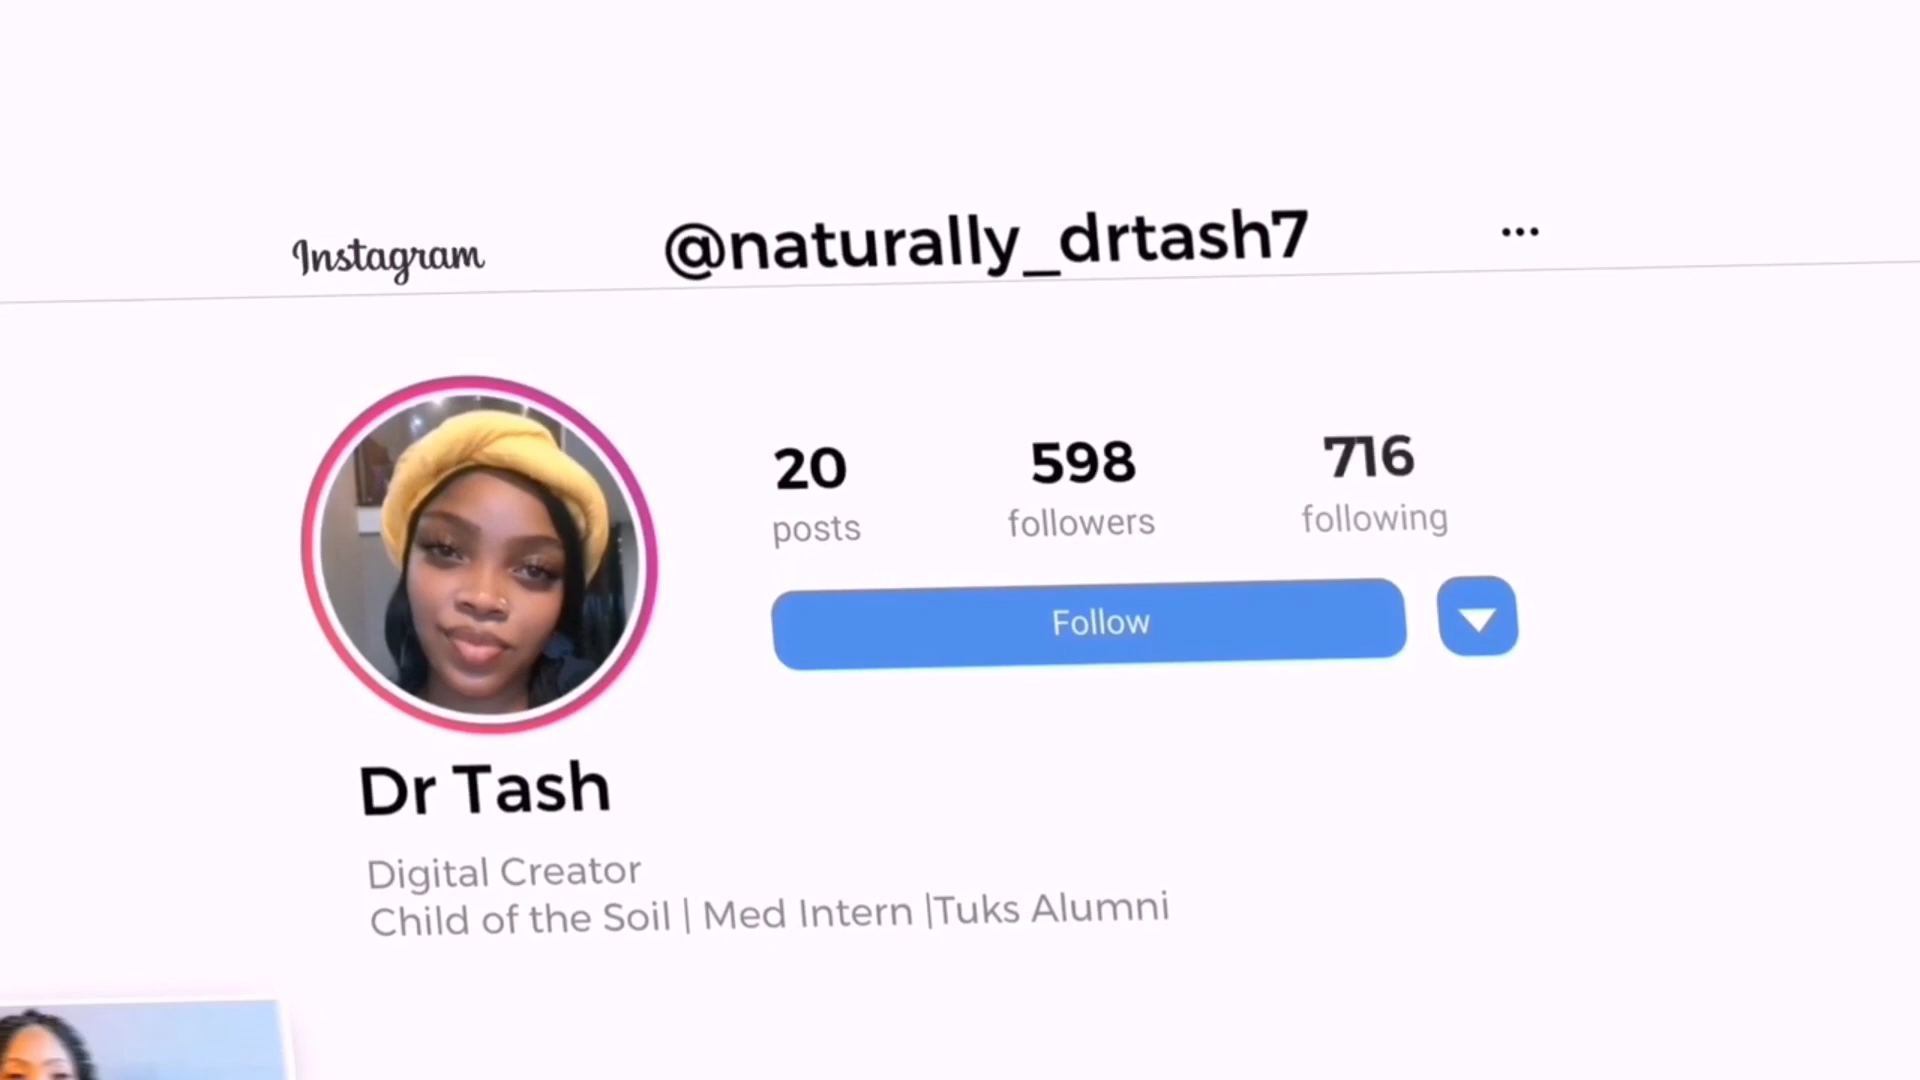 Instagram
@naturally_drtash7
...
20
598
716
posts
followers
following
Follow
Dr Tash
Digital Creator
Child of the Soil | Med Intern |Tuks Alumni